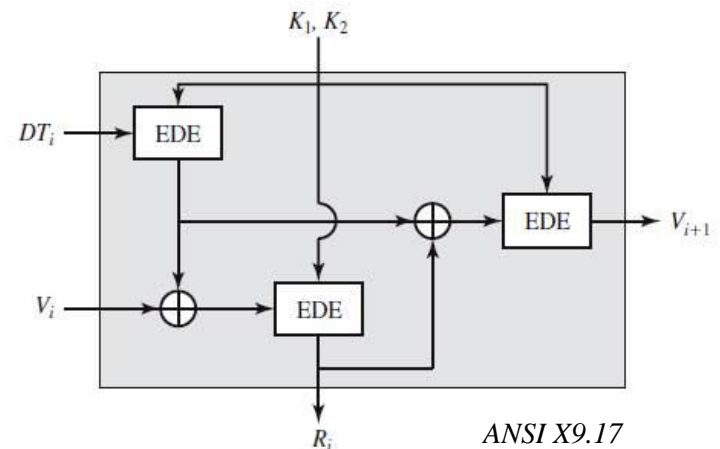 K₁, K₂
DTᵢ
EDE
EDE
Vᵢ₊₁
Vᵢ
EDE
Rᵢ
ANSI X9.17